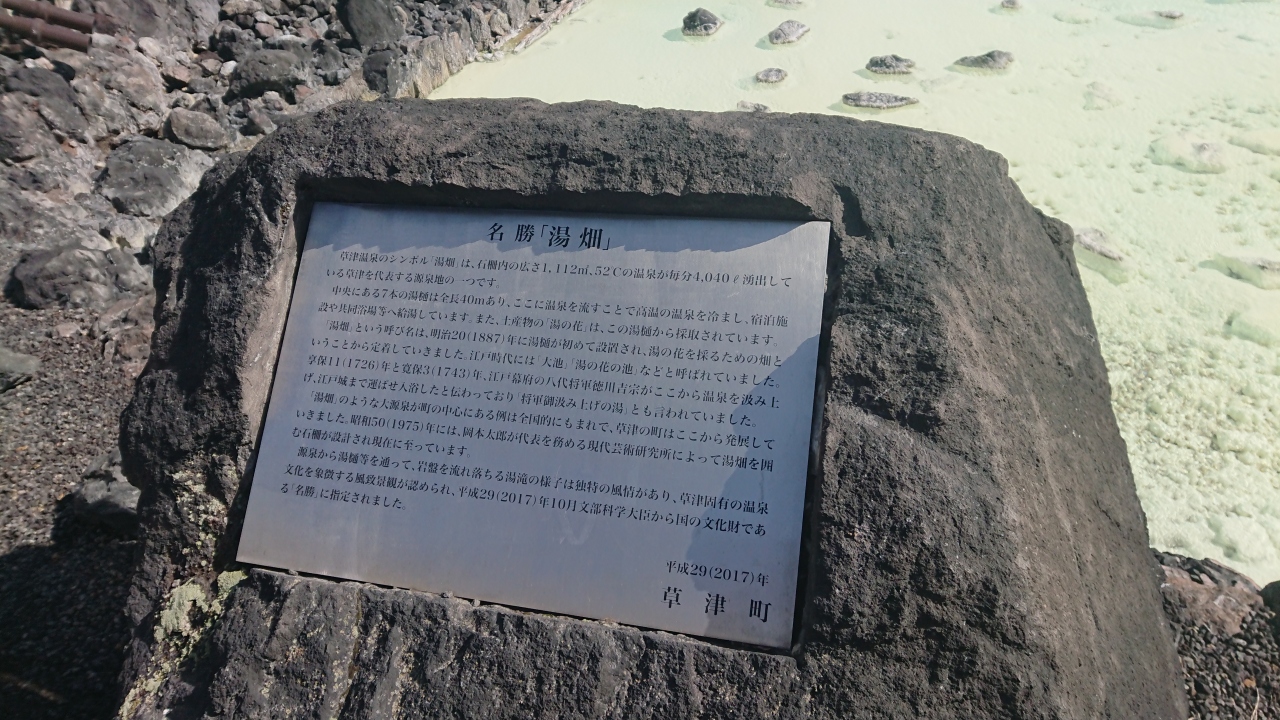 名 勝「湯 畑」
草津温泉のシンボル「湯畑」は、石柵内の広さ1,112㎡、52℃の温泉が毎分4,040ℓ湧出して
いる草津を代表する源泉地の一つです。
中央にある7本の湯樋は全長40mあり、ここに温泉を流すことで高温の温泉を冷まし、宿泊施
設や共同浴場等へ給湯しています。また、土産物の「湯の花」は、この湯樋から採取されています。
「湯畑」という呼び名は、明治20(1887)年に湯樋が初めて設置され、湯の花を採るための畑と
いうことから定着していきました。江戸時代には「大池」「湯の花の池」などと呼ばれていました。
享保11(1726)年と寛保3(1743)年、江戸幕府の八代将軍徳川吉宗がここから温泉を汲み上
げ、江戸城まで運ばせ入浴したと伝わっており「将軍御汲み上げの湯」とも言われていました。
「湯畑」のような大源泉が町の中心にある例は全国的にもまれで、草津の町はここから発展して
いきました。昭和50(1975)年には、岡本太郎が代表を務める現代芸術研究所によって湯畑を囲
む石柵が設計され現在に至っています。
源泉から湯樋等を通って、岩盤を流れ落ちる湯滝の様子は独特の風情があり、草津固有の温泉
文化を象徴する風致景観が認められ、平成29(2017)年10月文部科学大臣から国の文化財であ
る「名勝」に指定されました。
平成29(2017)年
草 津 町